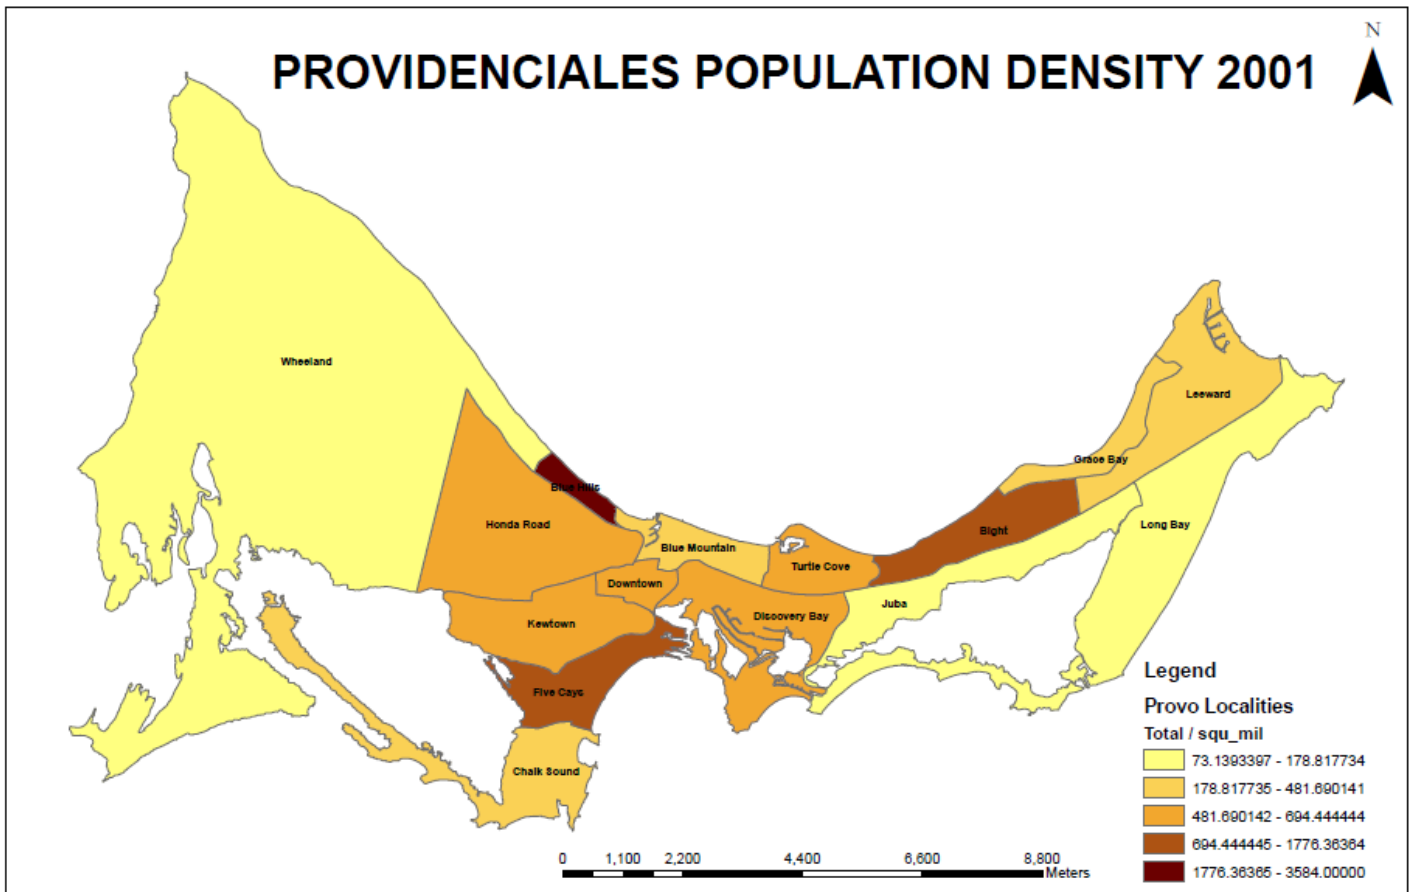 N
PROVIDENCIALES POPULATION DENSITY 2001
Wheeland
Leeward
Grace Bay
Blue Hills
Honda Road
Bight
Long Bay
Blue Mountain
Turtle Cove
Downtown
Juba
Discovery Bay
Kewtown
Five Cays
Chalk Sound
Legend
Provo Localities
Total / squ_mil
73.1393397 - 178.817734
178.817735 - 481.690141
481.690142 - 694.444444
694.444445 - 1776.36364
1776.36365 - 3584.00000
0 1,100 2,200 4,400 6,600 8,800
Meters